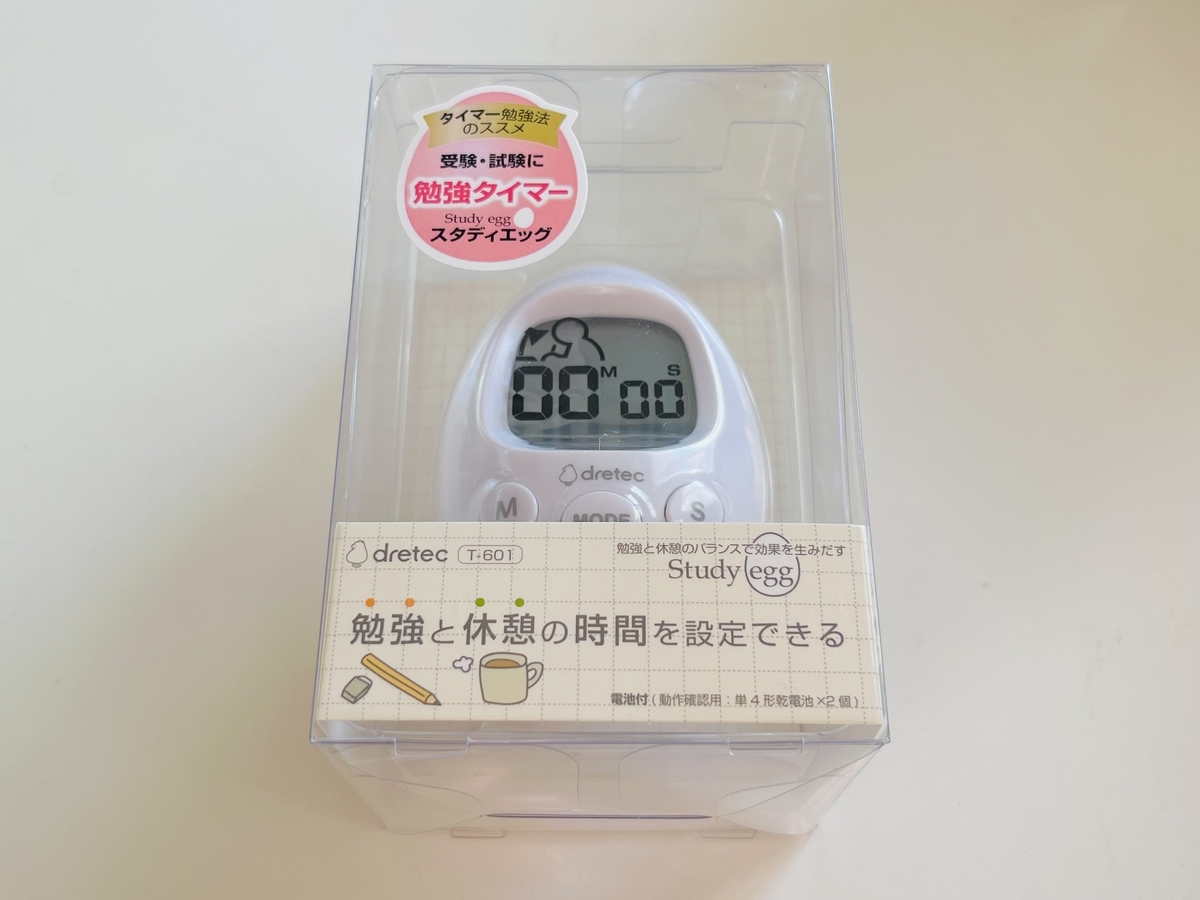 タイマー勉強法
のススメ
受験・試験に
勉強タイマー
Study egg
スタディエッグ
00M 00S
dretec
M
MODE
S
dretec T-601
勉強と休憩のバランスで効果を生みだす
Study egg
勉強と休憩の時間を設定できる
電池付(動作確認用:単4形乾電池×2個)